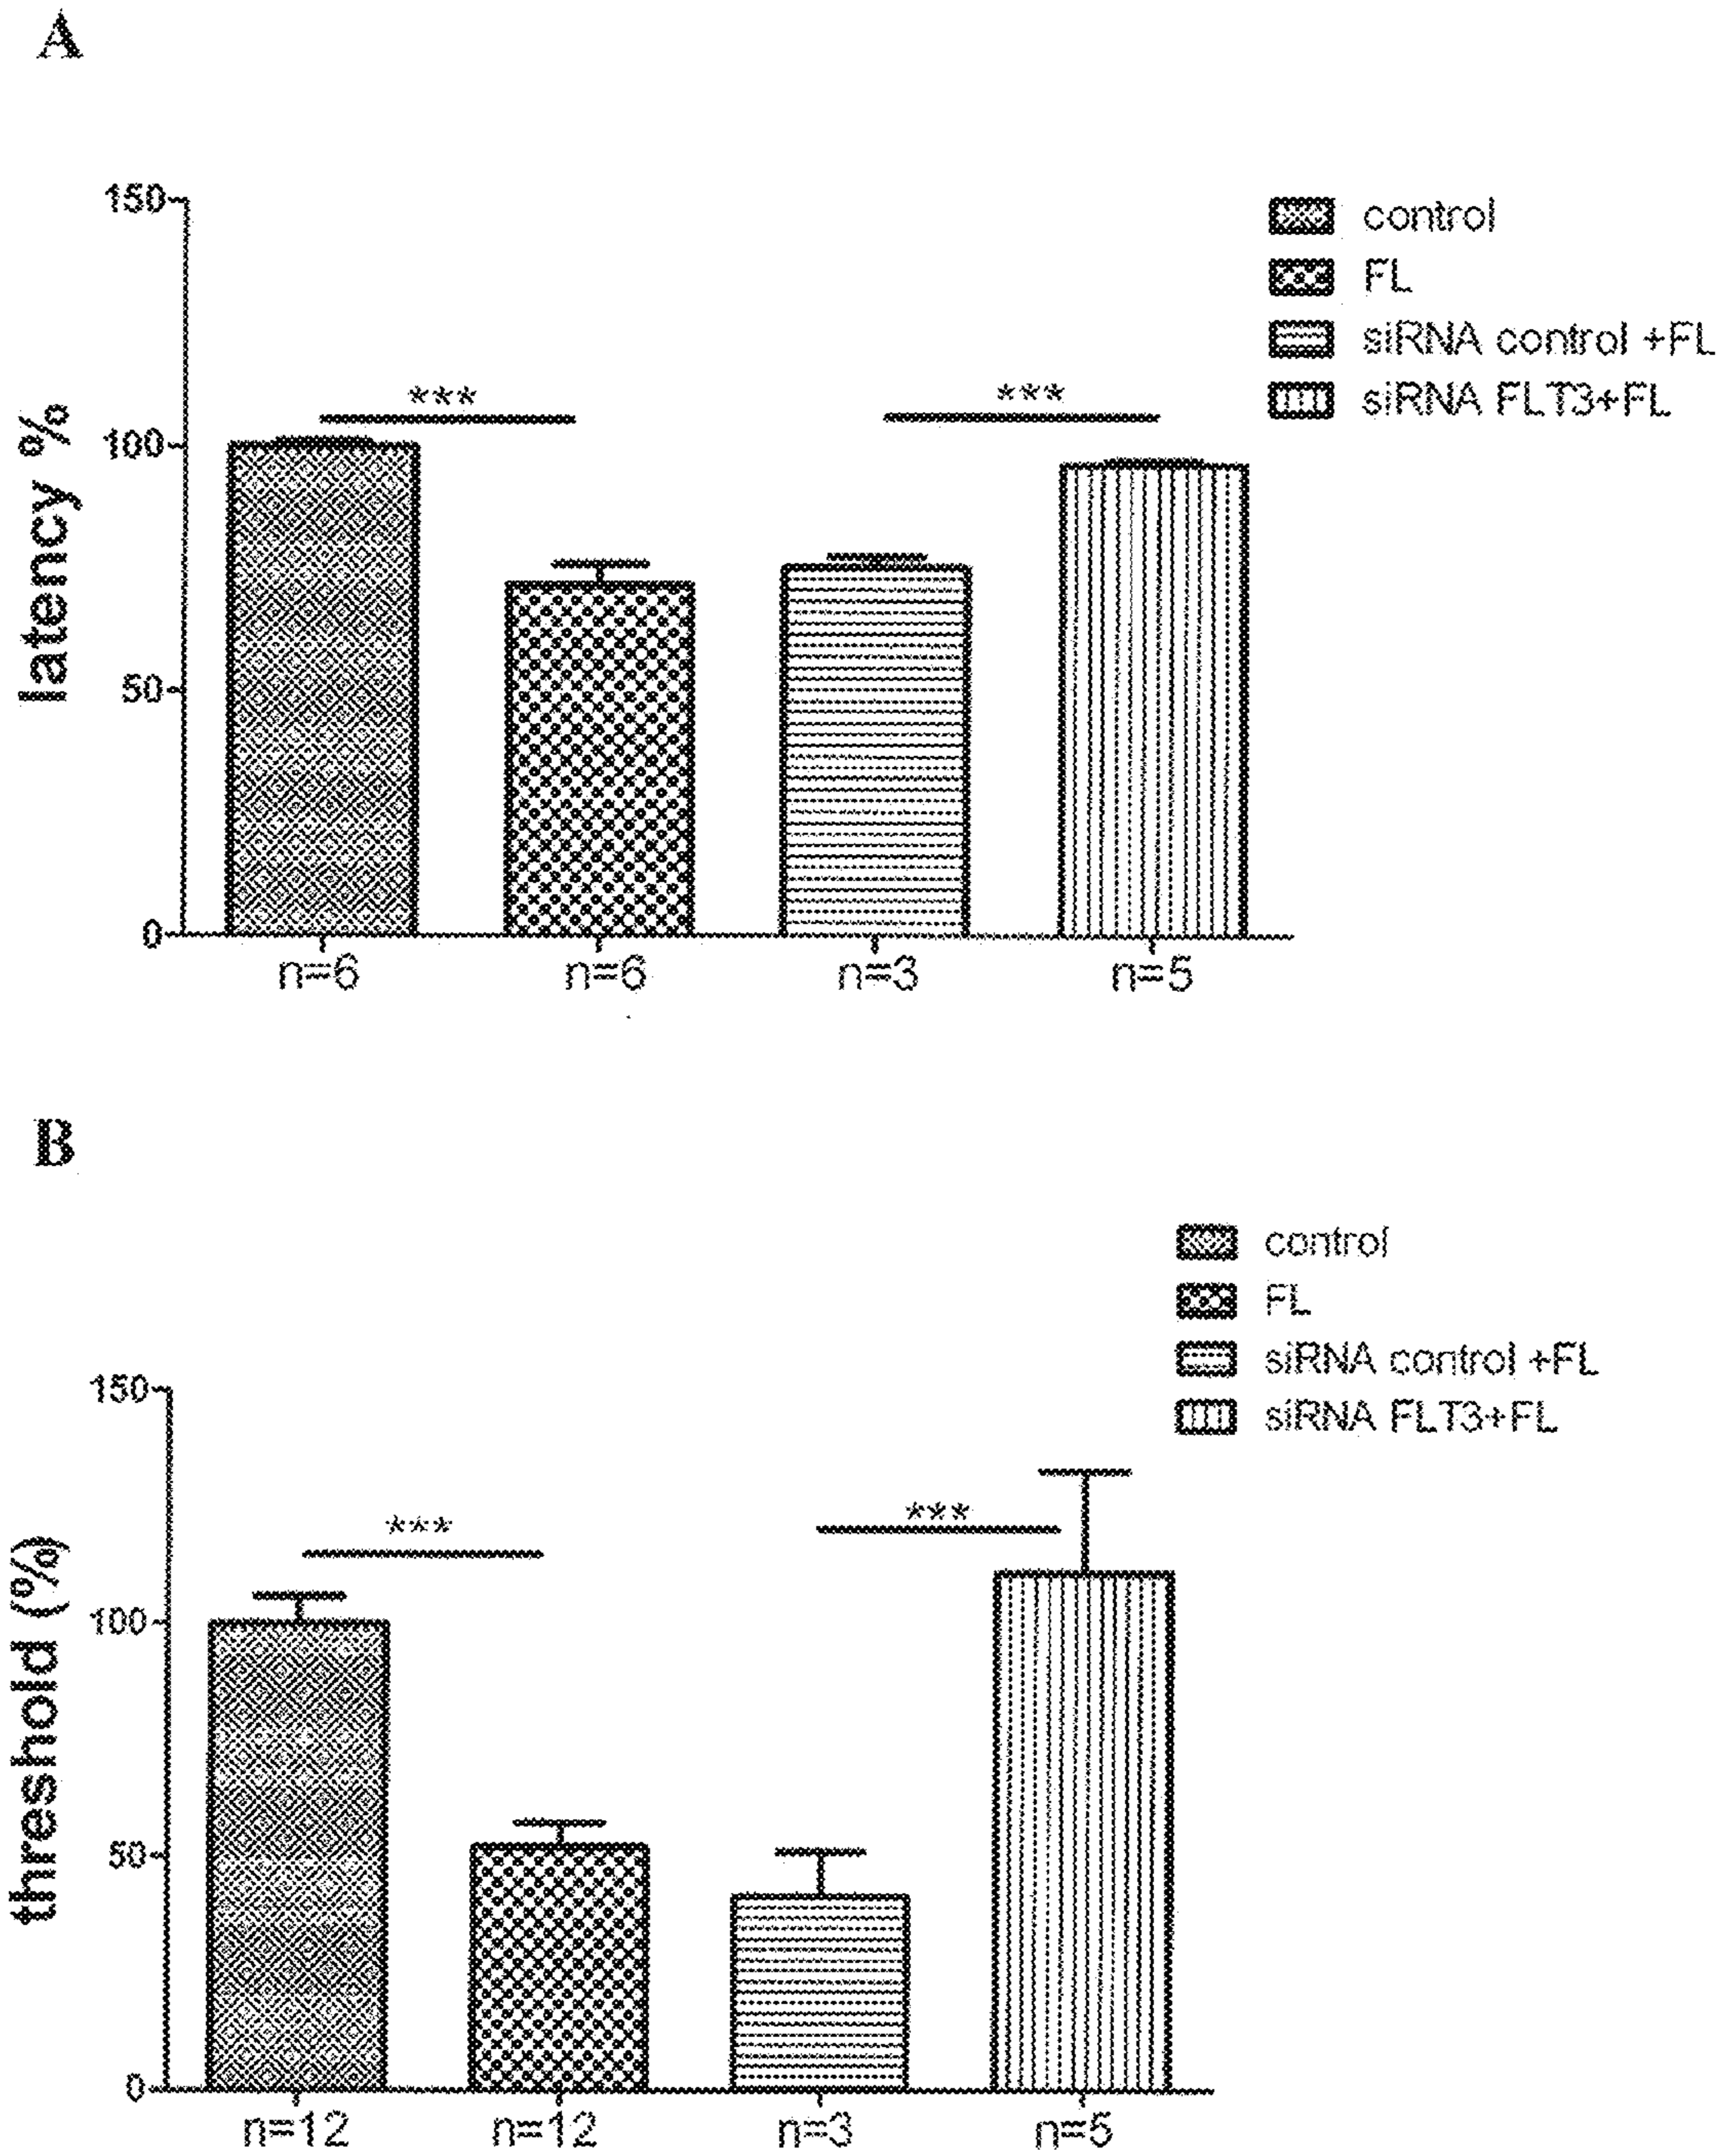 A
150
100
50
0
latency %
***
***
control
FL
siRNA control +FL
siRNA FLT3+FL
n=6
n=6
n=3
n=5
B
control
FL
siRNA control +FL
siRNA FLT3+FL
150
100
50
0
threshold (%)
***
***
n=12
n=12
n=3
n=5